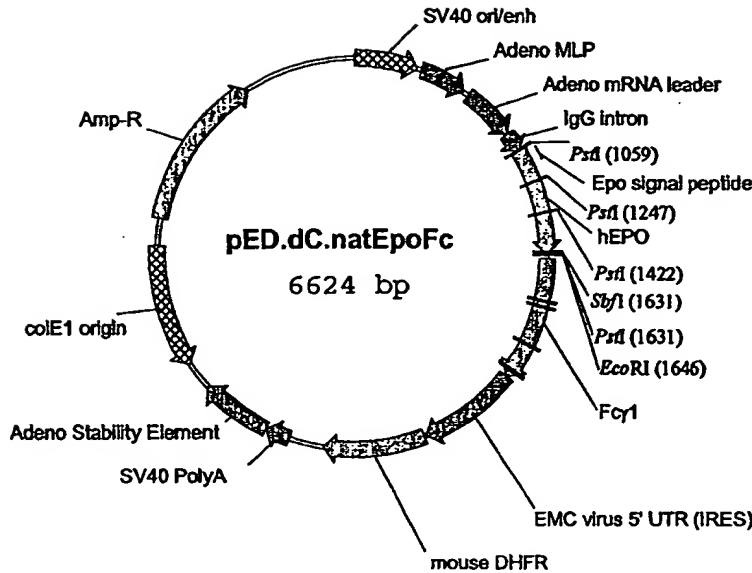 SV40 ori/enh
Adeno MLP
Adeno mRNA leader
IgG intron
PstI (1059)
Epo signal peptide
PstI (1247)
hEPO
PstI (1422)
SbfI (1631)
PstI (1631)
EcoRI (1646)
Fcγ1
EMC virus 5' UTR (IRES)
mouse DHFR
SV40 PolyA
Adeno Stability Element
colE1 origin
Amp-R
pED.dC.natEpoFc
6624 bp